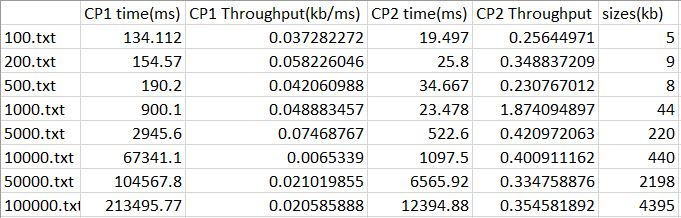 CP1 time(ms) CP1 Throughput(kb/ms) CP2 time(ms) CP2 Throughput sizes(kb)
100.txt 134.112 0.037282272 19.497 0.25644971 5
200.txt 154.57 0.058226046 25.8 0.348837209 9
500.txt 190.2 0.042060988 34.667 0.230767012 8
1000.txt 900.1 0.048883457 23.478 1.874094897 44
5000.txt 2945.6 0.07468767 522.6 0.420972063 220
10000.txt 67341.1 0.0065339 1097.5 0.400911162 440
50000.txt 104567.8 0.021019855 6565.92 0.334758876 2198
100000.txt 213495.77 0.020585888 12394.88 0.354581892 4395